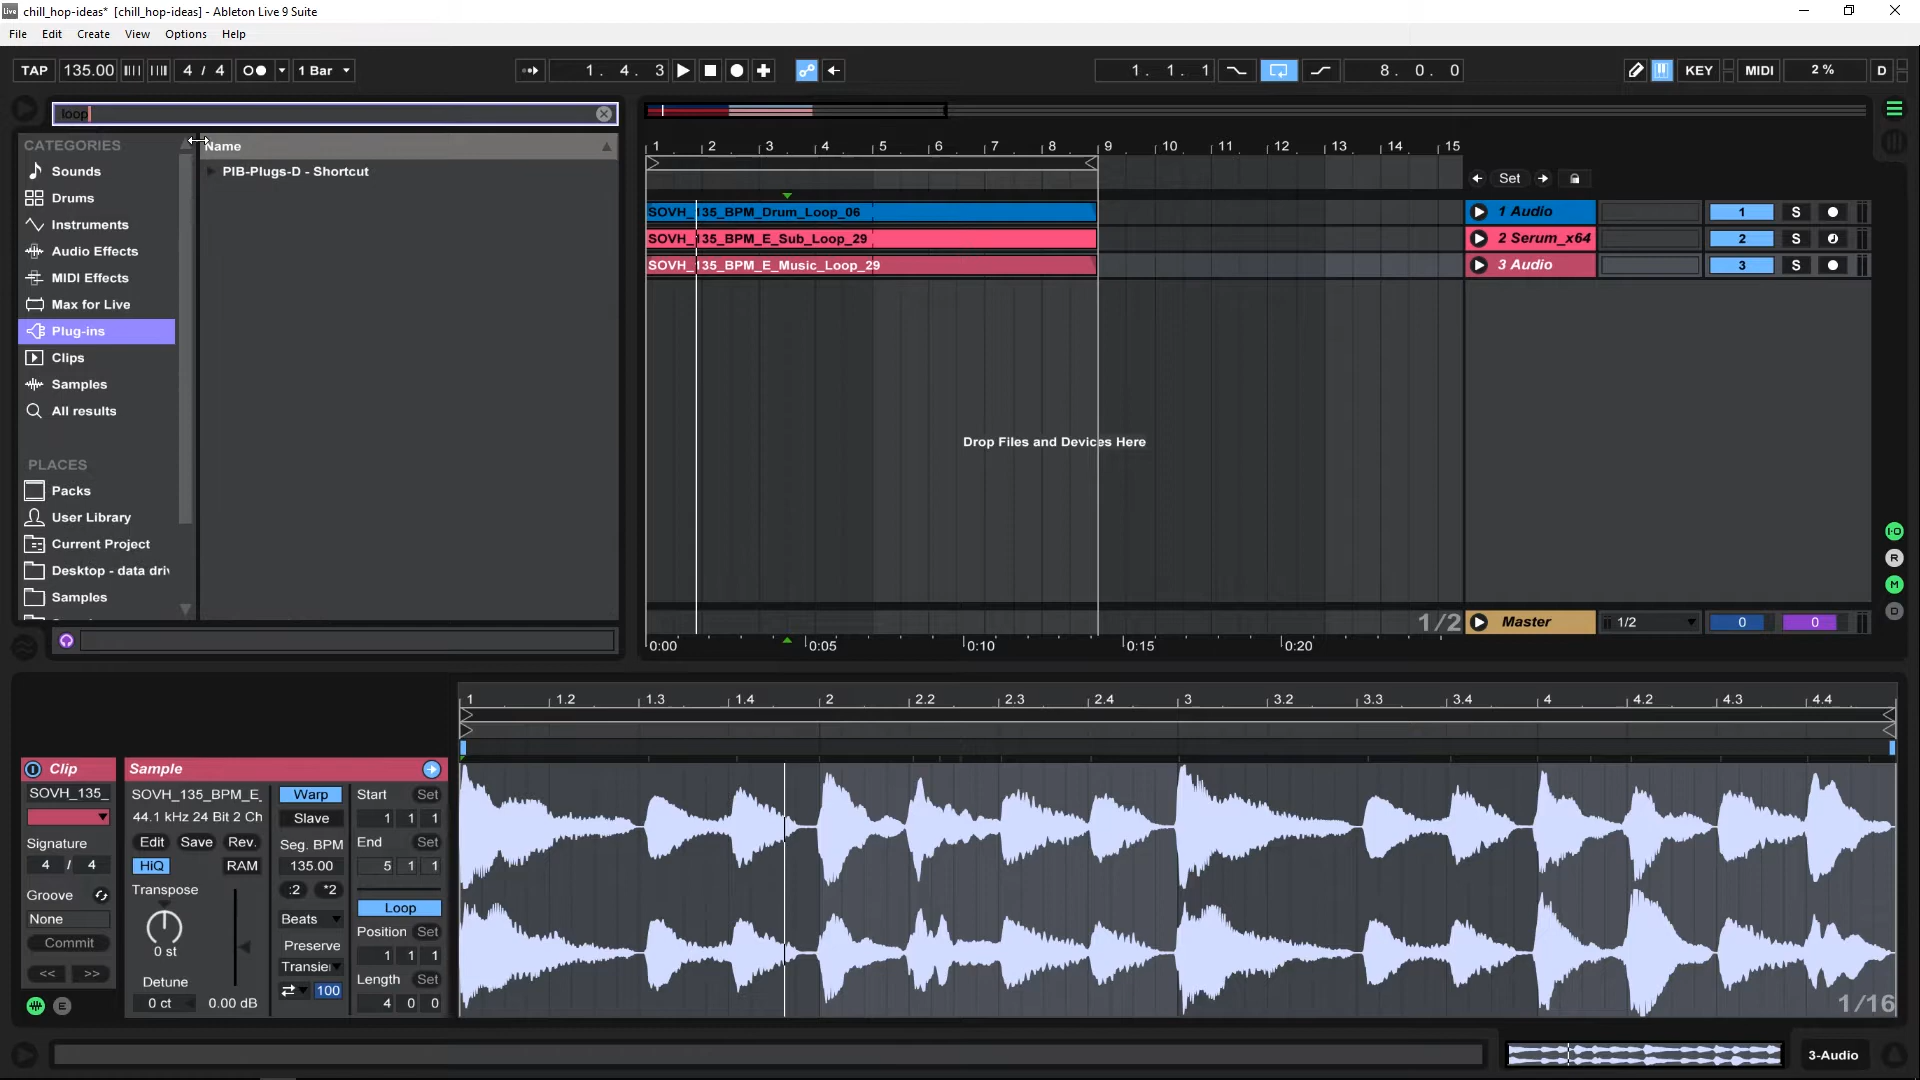 Live chill_hop-ideas* [chill_hop-ideas] - Ableton Live 9 Suite
File Edit Create View Options Help
TAP 135.00 4 / 4 1 Bar 1. 4. 3 1. 1. 1 8. 0. 0 KEY MIDI 2 % D
loop
CATEGORIES
Sounds
Drums
Instruments
Audio Effects
MIDI Effects
Max for Live
Plug-ins
Clips
Samples
All results
PLACES
Packs
User Library
Current Project
Desktop - data driv
Samples
Name
PIB-Plugs-D - Shortcut
1 2 3 4 5 6 7 8 9 10 11 12 13 14 15
Set
SOVH_135_BPM_Drum_Loop_06
1 Audio 1 S
SOVH_135_BPM_E_Sub_Loop_29
2 Serum_x64 2 S
SOVH_135_BPM_E_Music_Loop_29
3 Audio 3 S
Drop Files and Devices Here
1/2 Master 1/2 0 0
0:00 0:05 0:10 0:15 0:20
I·O
R
M
D
1 1.2 1.3 1.4 2 2.2 2.3 2.4 3 3.2 3.3 3.4 4 4.2 4.3 4.4
Clip
SOVH_135_
Signature
4 / 4
Groove
None
Commit
<< >>
E
Sample
SOVH_135_BPM_E_
44.1 kHz 24 Bit 2 Ch
Edit Save Rev.
HiQ RAM
Transpose
0 st
Detune
0 ct 0.00 dB
Warp
Slave
Seg. BPM
135.00
:2 *2
Beats
Preserve
Transie
100
Start Set
1 1 1
End Set
5 1 1
Loop
Position Set
1 1 1
Length Set
4 0 0
1/16
3-Audio